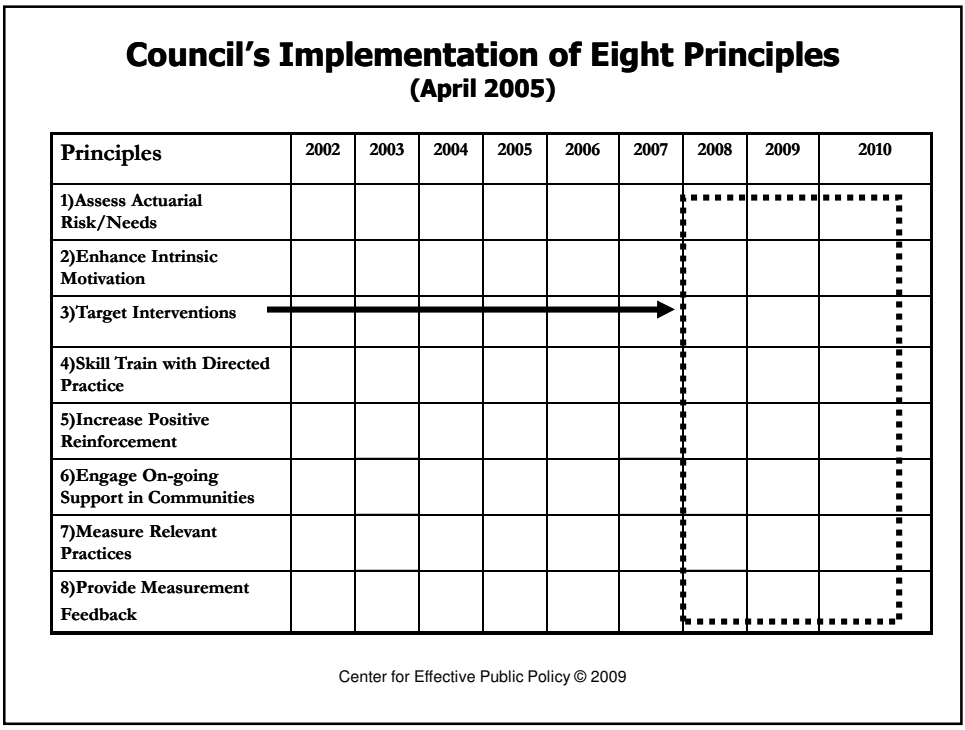 Council's Implementation of Eight Principles
(April 2005)
Principles 2002 2003 2004 2005 2006 2007 2008 2009 2010
1)Assess Actuarial
Risk/Needs
2)Enhance Intrinsic
Motivation
3)Target Interventions
4)Skill Train with Directed
Practice
5)Increase Positive
Reinforcement
6)Engage On-going
Support in Communities
7)Measure Relevant
Practices
8)Provide Measurement
Feedback
Center for Effective Public Policy © 2009